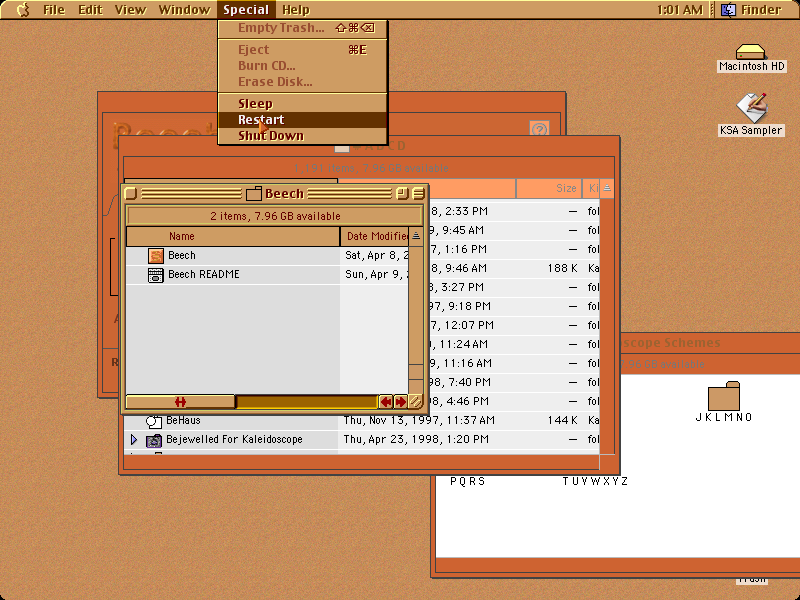 File Edit View Window Special Help 1:01 AM Finder
Empty Trash... ⇧⌘⌫
Eject ⌘E
Burn CD...
Erase Disk...
Sleep
Restart
Shut Down
Macintosh HD
KSA Sampler
ABCD
Size Ki
Beech
2 items, 7.96 GB available
Name Date Modified
Beech Sat, Apr 8, 2
Beech README Sun, Apr 9, 2
8, 2:33 PM — fol
, 9:45 AM — fol
, 1:16 PM — fol
8, 9:46 AM 188 K Ka
, 3:27 PM — fol
97, 9:18 PM — fol
, 12:07 PM — fol
, 11:24 AM — fol
, 11:16 AM — fol
98, 7:40 PM — fol
98, 4:46 PM — fol
BeHaus Thu, Nov 13, 1997, 11:37 AM 144 K Ka
Bejewelled For Kaleidoscope Thu, Apr 23, 1998, 1:20 PM — fol
scope Schemes
JKLMNO
PQRS TUVWXYZ
Trash